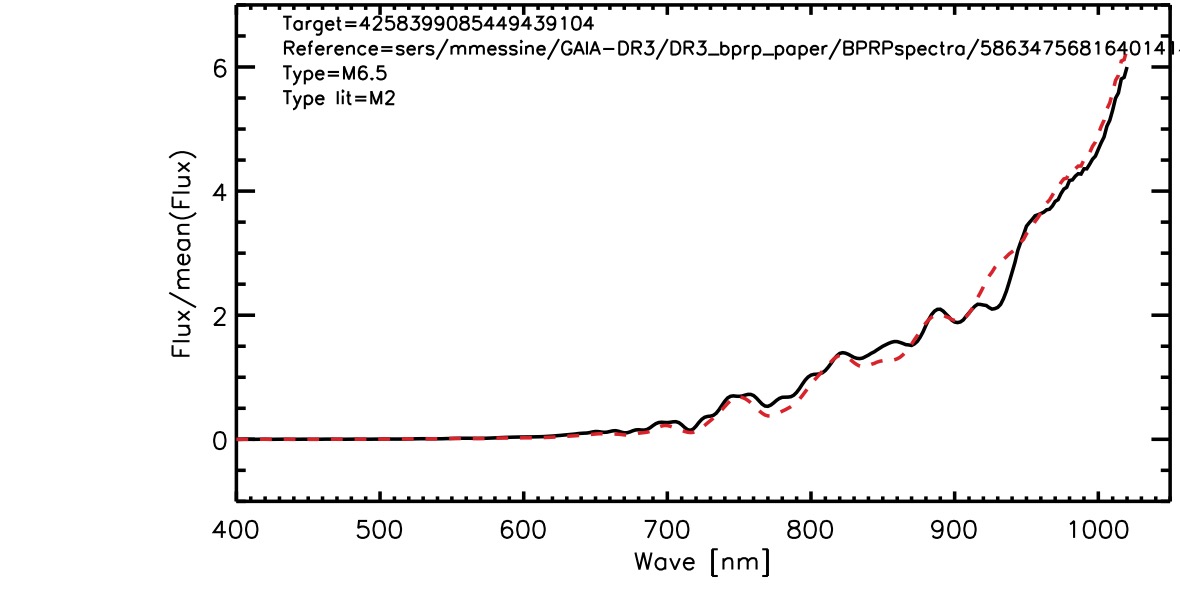 Target=4258399085449439104
Reference=sers/mmessine/GAIA-DR3/DR3_bprp_paper/BPRPspectra/586347568164014
Type=M6.5
Type lit=M2
Flux/mean(Flux)
6
4
2
0
400 500 600 700 800 900 1000
Wave [nm]